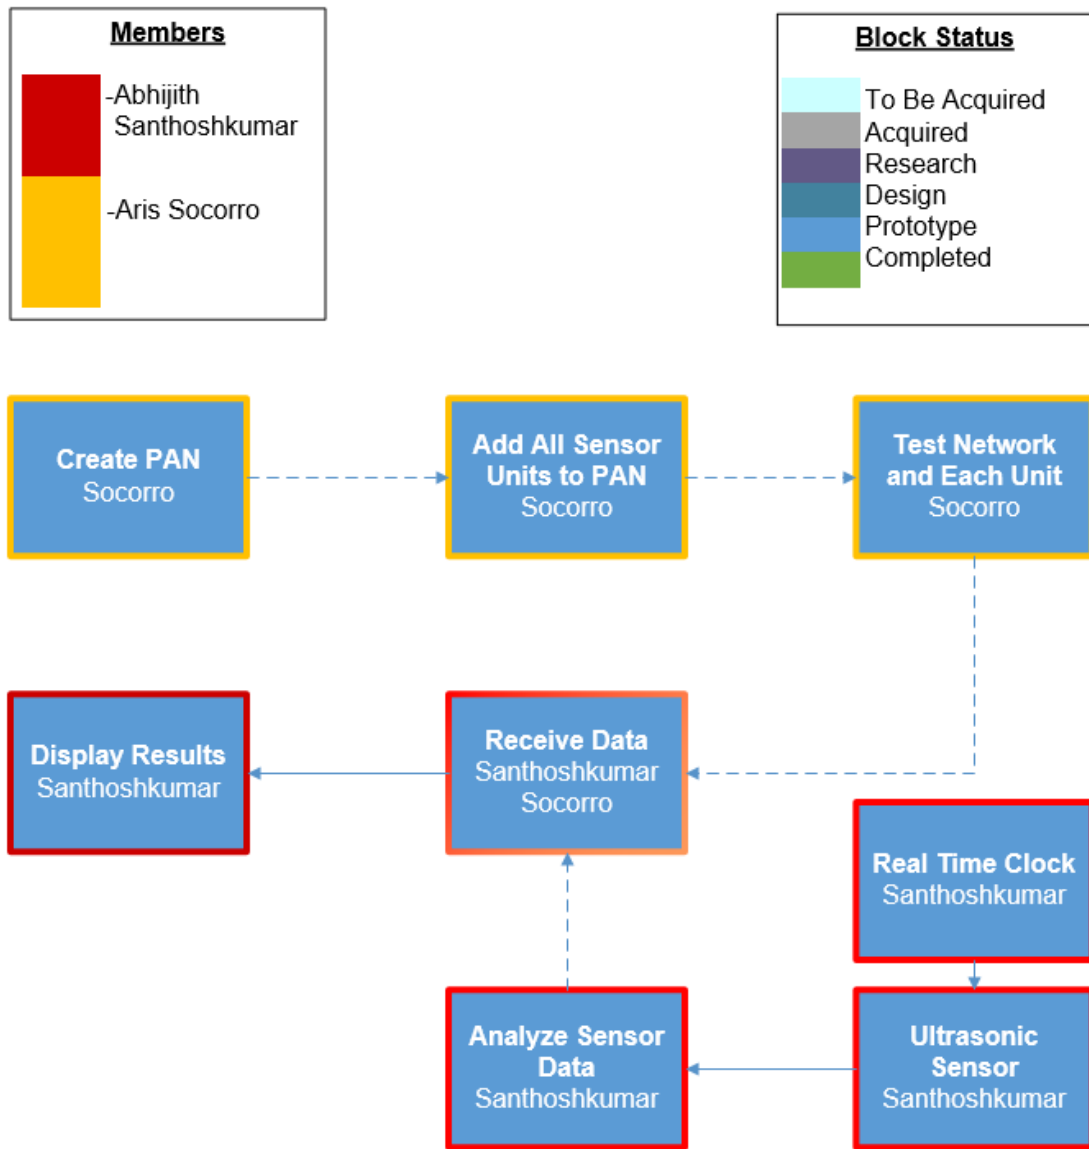 Members
-Abhijith
Santhoshkumar
-Aris Socorro
Block Status
To Be Acquired
Acquired
Research
Design
Prototype
Completed
Create PAN
Socorro
Add All Sensor
Units to PAN
Socorro
Test Network
and Each Unit
Socorro
Display Results
Santhoshkumar
Receive Data
Santhoshkumar
Socorro
Real Time Clock
Santhoshkumar
Analyze Sensor
Data
Santhoshkumar
Ultrasonic
Sensor
Santhoshkumar